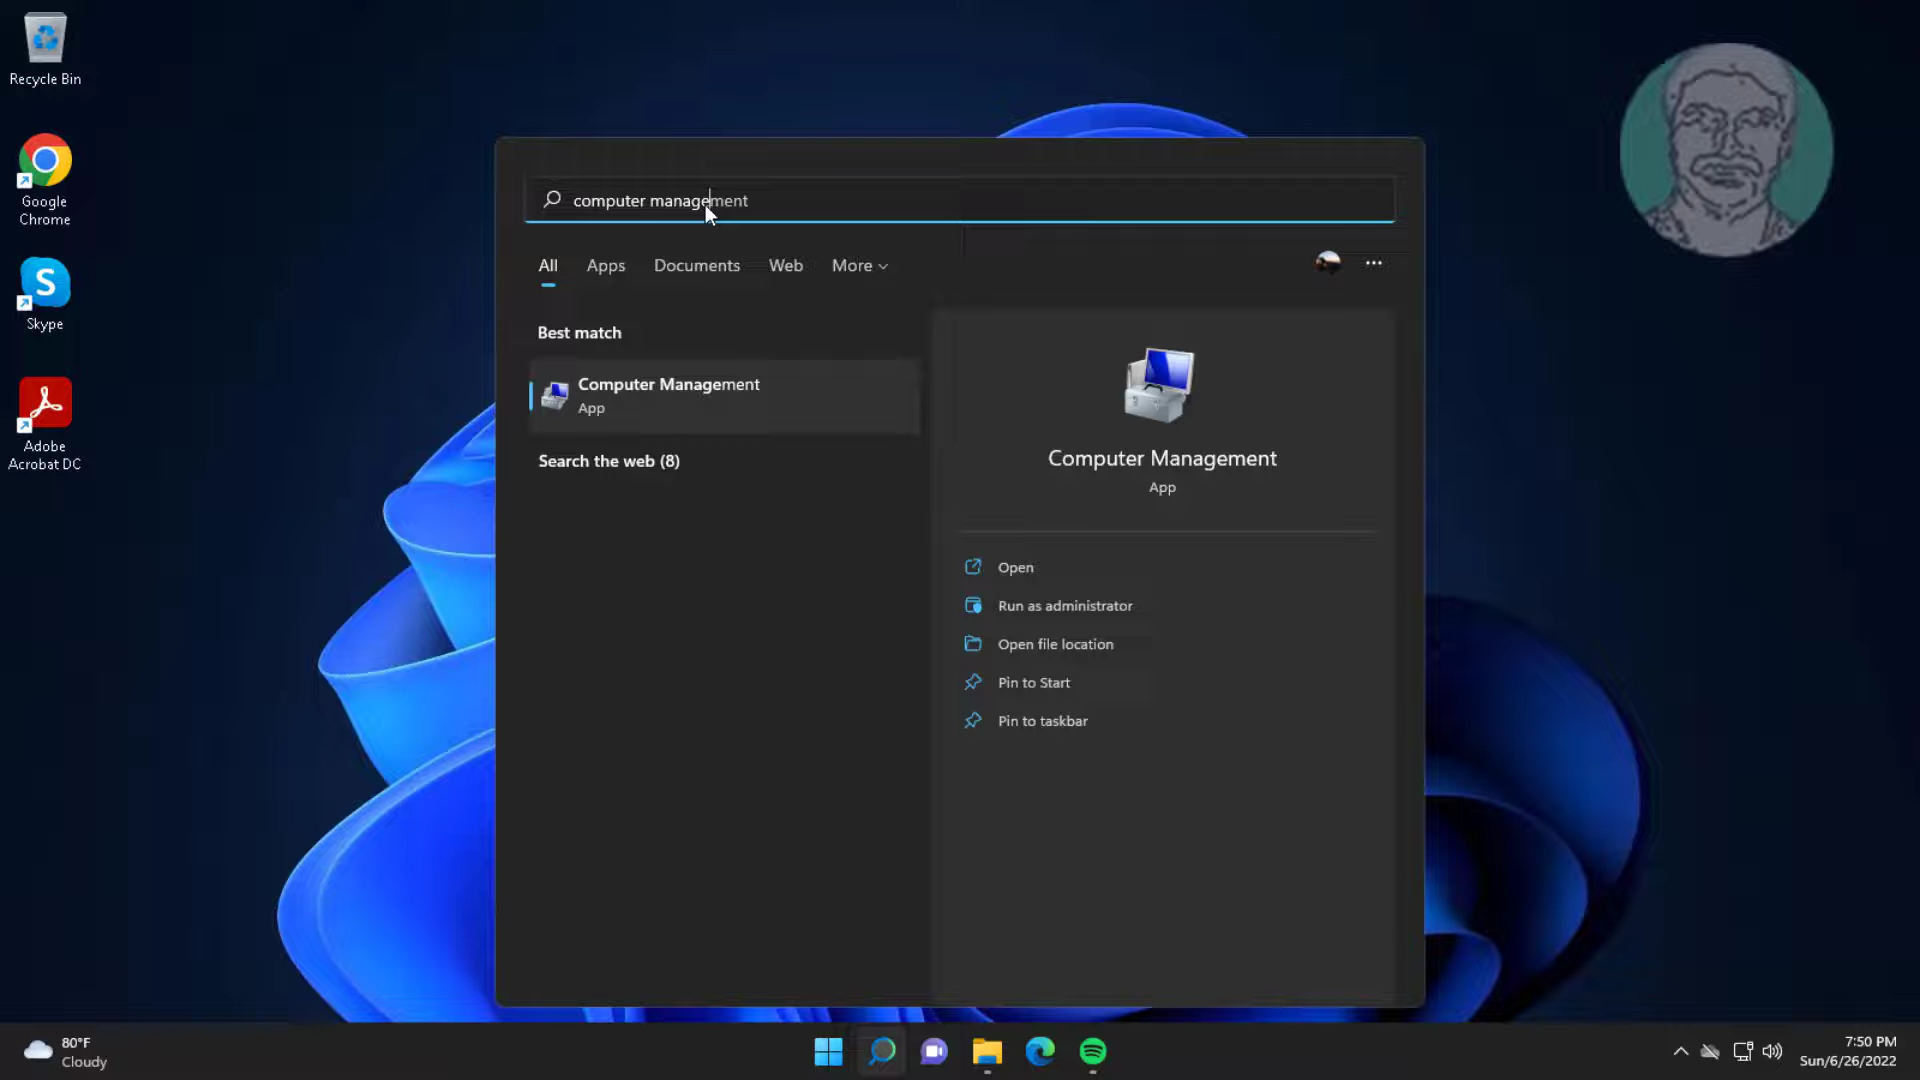 Recycle Bin
Google
Chrome
S
Skype
Adobe
Acrobat DC
computer management
All Apps Documents Web More
Best match
Computer Management
App
Search the web (8)
Computer Management
App
Open
Run as administrator
Open file location
Pin to Start
Pin to taskbar
80°F
Cloudy
7:50 PM
Sun/6/26/2022